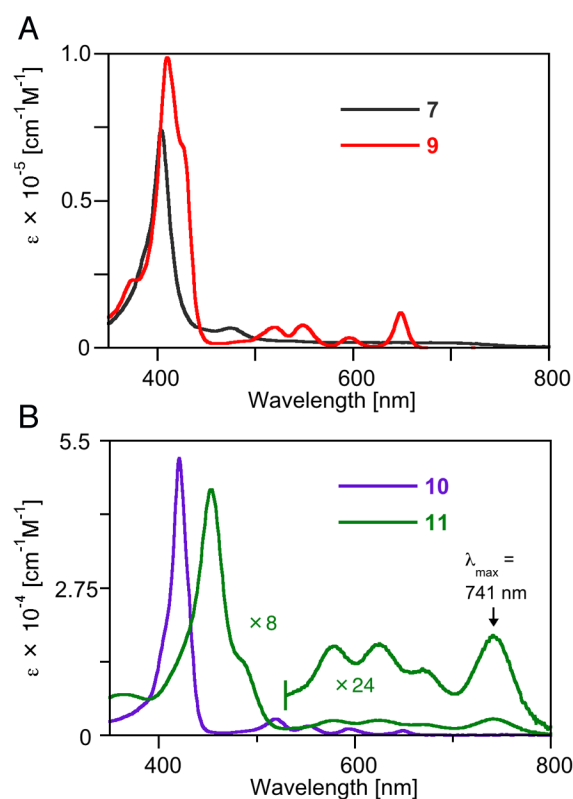 A
1.0
0.5
0
ε × 10⁻⁵ [cm⁻¹M⁻¹]
7
9
400
600
800
Wavelength [nm]
B
5.5
2.75
0
ε × 10⁻⁴ [cm⁻¹M⁻¹]
10
11
λmax =
741 nm
×8
×24
400
600
800
Wavelength [nm]